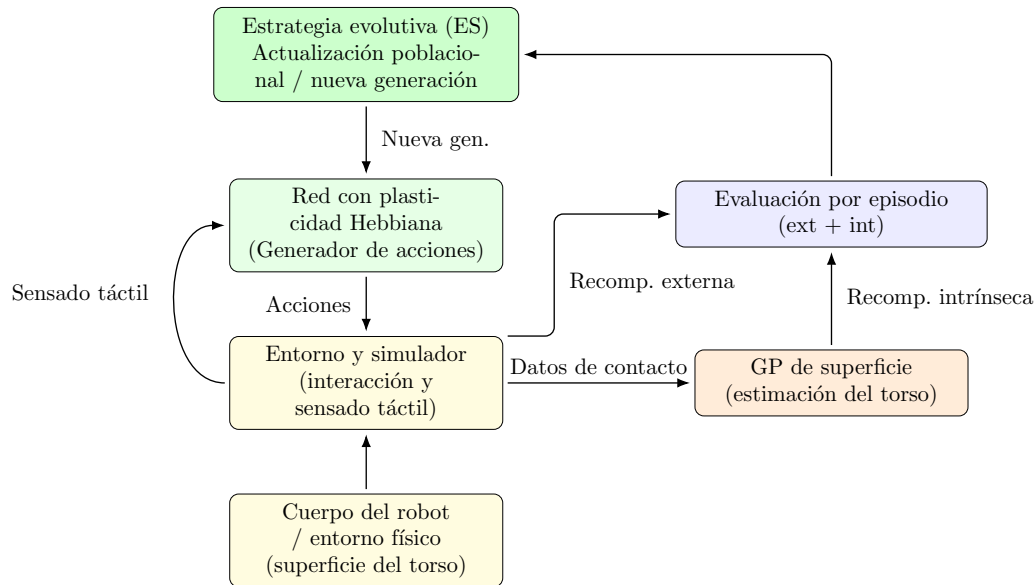 Estrategia evolutiva (ES)
Actualización poblacio-
nal / nueva generación
Nueva gen.
Red con plasti-
cidad Hebbiana
(Generador de acciones)
Evaluación por episodio
(ext + int)
Sensado táctil
Acciones
Recomp. externa
Recomp. intrínseca
Entorno y simulador
(interacción y
sensado táctil)
Datos de contacto
GP de superficie
(estimación del torso)
Cuerpo del robot
/ entorno físico
(superficie del torso)